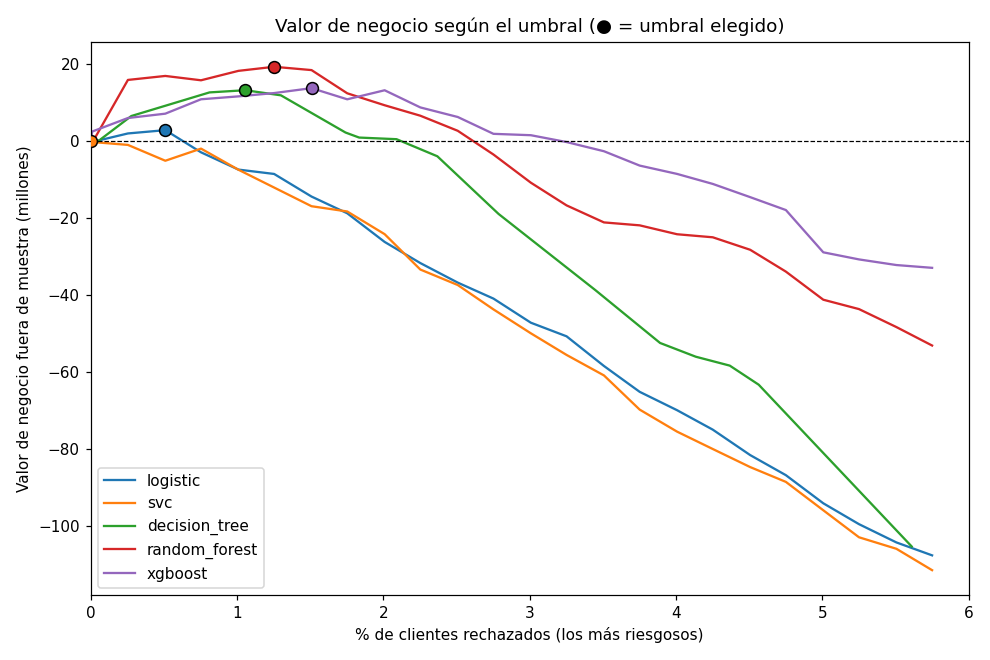 Valor de negocio según el umbral (● = umbral elegido)
Valor de negocio fuera de muestra (millones)
20
0
−20
−40
−60
−80
−100
logistic
svc
decision_tree
random_forest
xgboost
0 1 2 3 4 5 6
% de clientes rechazados (los más riesgosos)